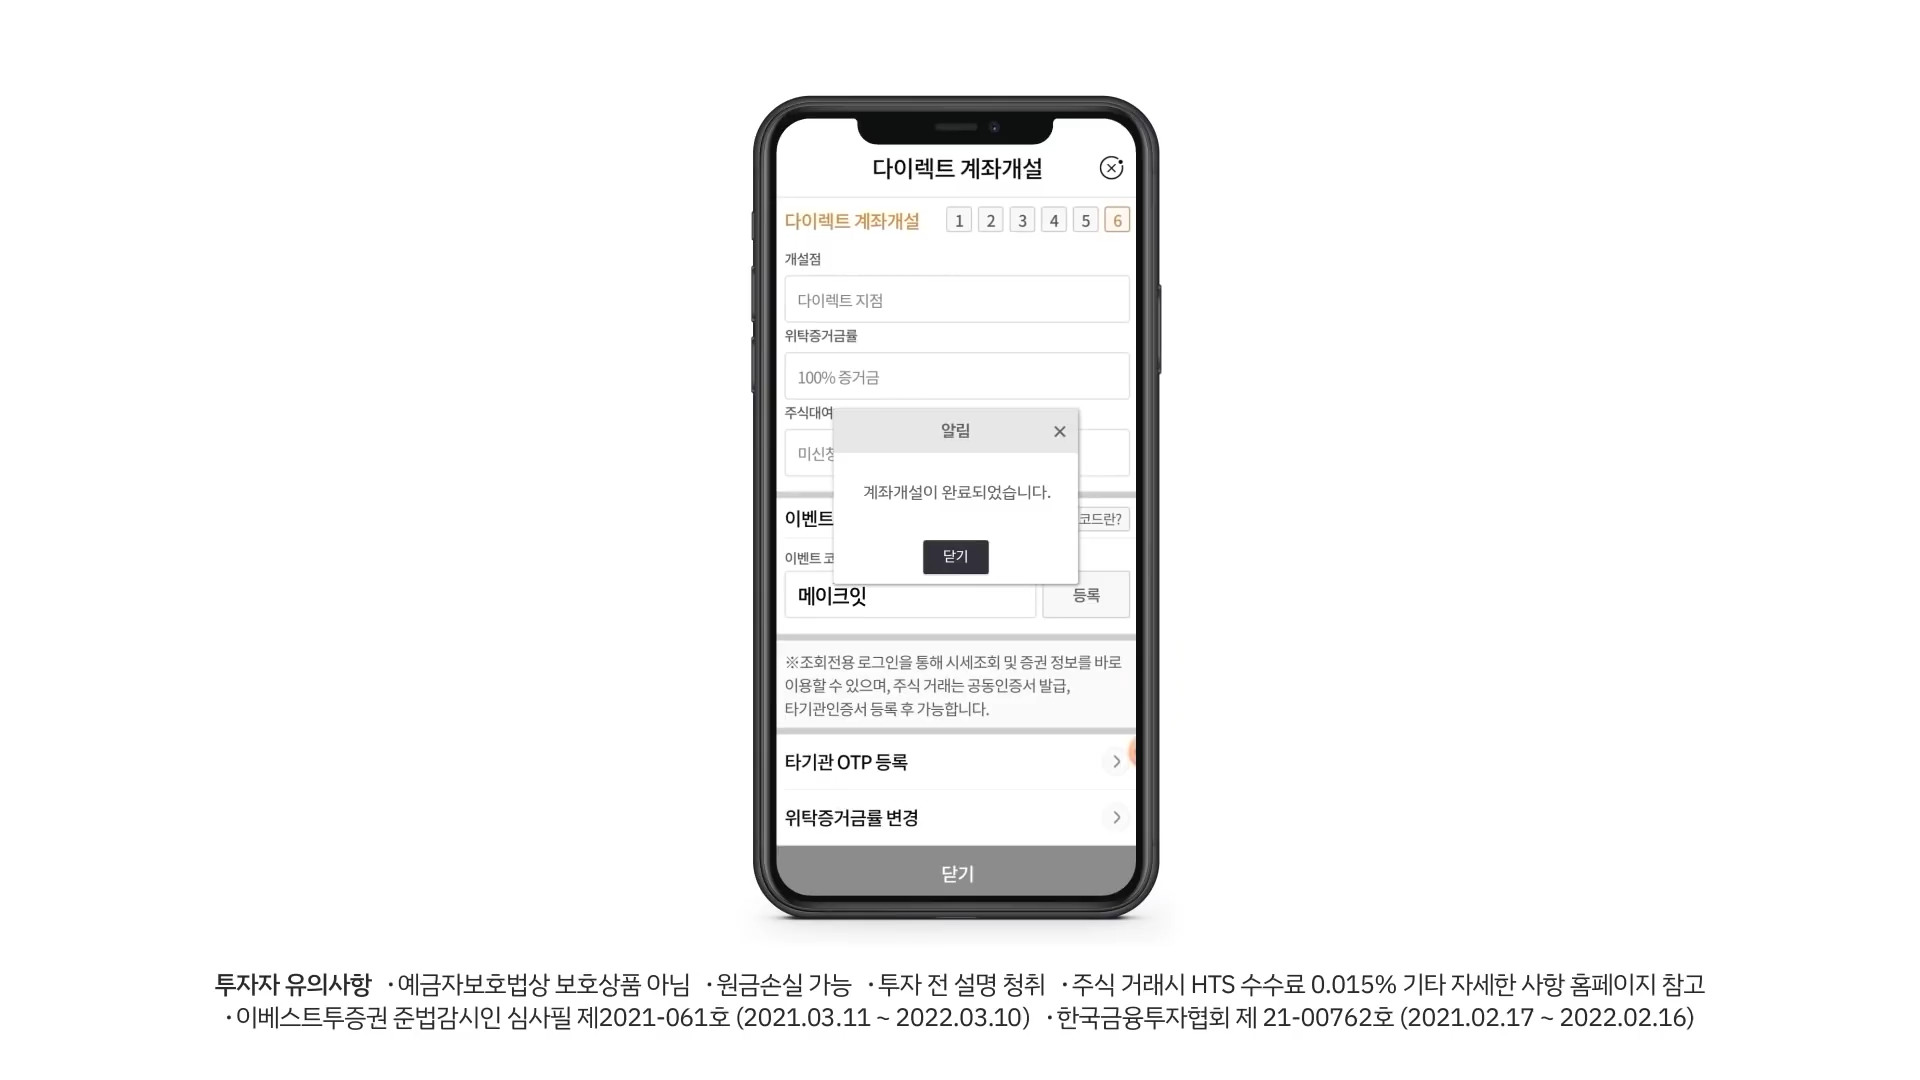 다이렉트 계좌개설
다이렉트 계좌개설 1 2 3 4 5 6
개설점
다이렉트 지점
위탁증거금률
100% 증거금
주식대여
알림
미신청
계좌개설이 완료되었습니다.
이벤트
코드란?
닫기
이벤트 코
메이크잇 등록
※조회전용 로그인을 통해 시세조회 및 증권 정보를 바로
이용할 수 있으며, 주식 거래는 공동인증서 발급,
타기관인증서 등록 후 가능합니다.
타기관 OTP 등록
위탁증거금률 변경
닫기
투자자 유의사항 ·예금자보호법상 보호상품 아님 ·원금손실 가능 ·투자 전 설명 청취 ·주식 거래시 HTS 수수료 0.015% 기타 자세한 사항 홈페이지 참고
·이베스트투증권 준법감시인 심사필 제2021-061호 (2021.03.11 ~ 2022.03.10) ·한국금융투자협회 제 21-00762호 (2021.02.17 ~ 2022.02.16)